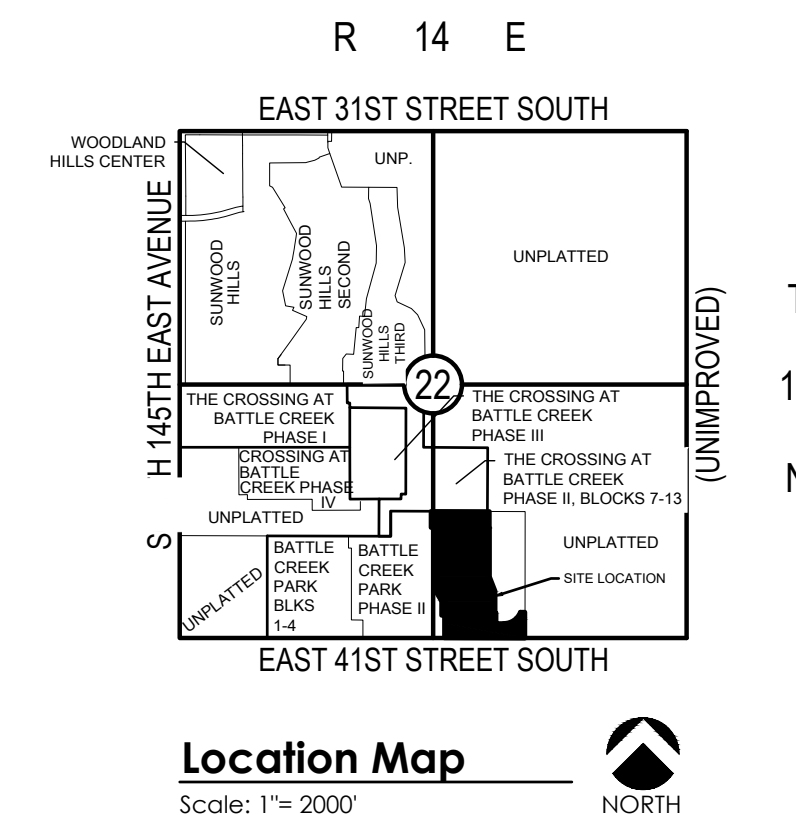 R 14 E
EAST 31ST STREET SOUTH
WOODLAND
HILLS CENTER
UNP.
S H 145TH EAST AVENUE
SUNWOOD
HILLS
SUNWOOD
HILLS
SECOND
SUNWOOD
HILLS
THIRD
UNPLATTED
(UNIMPROVED)
T
1
N
22
THE CROSSING AT
BATTLE CREEK
PHASE I
THE CROSSING AT
BATTLE CREEK
PHASE III
CROSSING AT
BATTLE
CREEK PHASE
IV
THE CROSSING AT
BATTLE CREEK
PHASE II, BLOCKS 7-13
UNPLATTED
UNPLATTED
BATTLE
CREEK
PARK
BLKS
1-4
BATTLE
CREEK
PARK
PHASE II
UNPLATTED
SITE LOCATION
EAST 41ST STREET SOUTH
Location Map
Scale: 1"= 2000'
NORTH